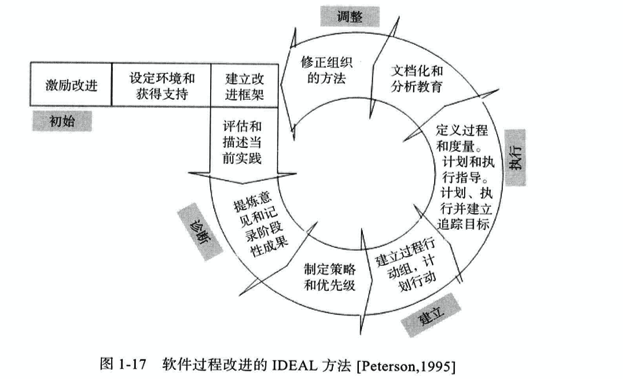 调整
修正组织
的方法
文档化和
分析教育
激励改进
设定环境和
获得支持
建立改
进框架
初始
评估和
描述当
前实践
定义过程
和度量。
计划和执
行指导。
计划、执
行并建立
追踪目标
执行
提炼意
见和记
录阶段
性成果
诊断
制定策略
和优先级
建立过程行
动组，计
划行动
建立
图 1-17 软件过程改进的 IDEAL 方法 [Peterson,1995]